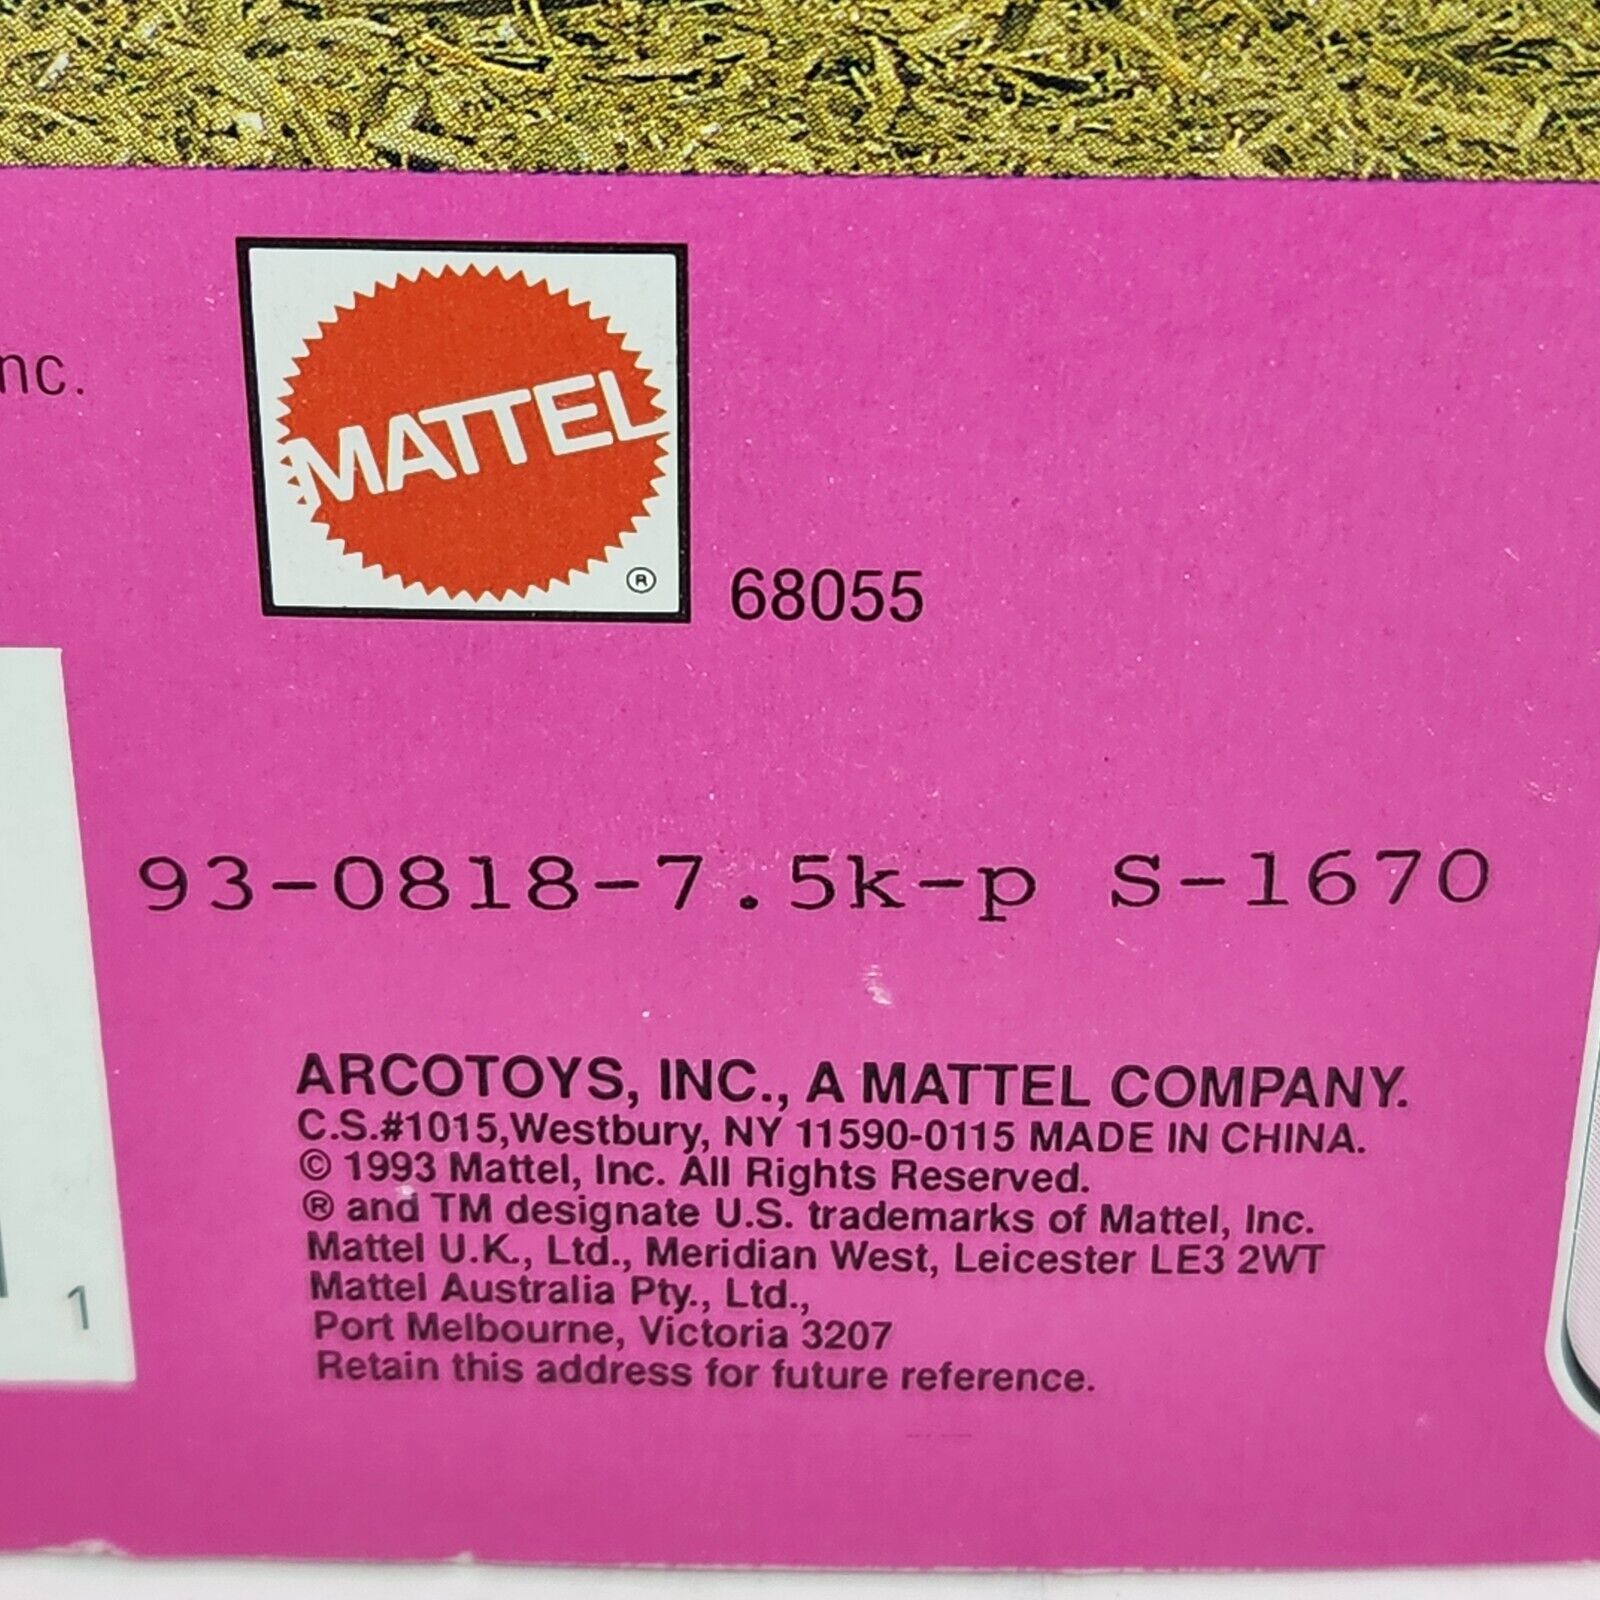 nc.
MATTEL
®
68055
93-0818-7.5k-p S-1670
ARCOTOYS, INC., A MATTEL COMPANY.
C.S.#1015,Westbury, NY 11590-0115 MADE IN CHINA.
© 1993 Mattel, Inc. All Rights Reserved.
® and TM designate U.S. trademarks of Mattel, Inc.
Mattel U.K., Ltd., Meridian West, Leicester LE3 2WT
Mattel Australia Pty., Ltd.,
Port Melbourne, Victoria 3207
Retain this address for future reference.
1